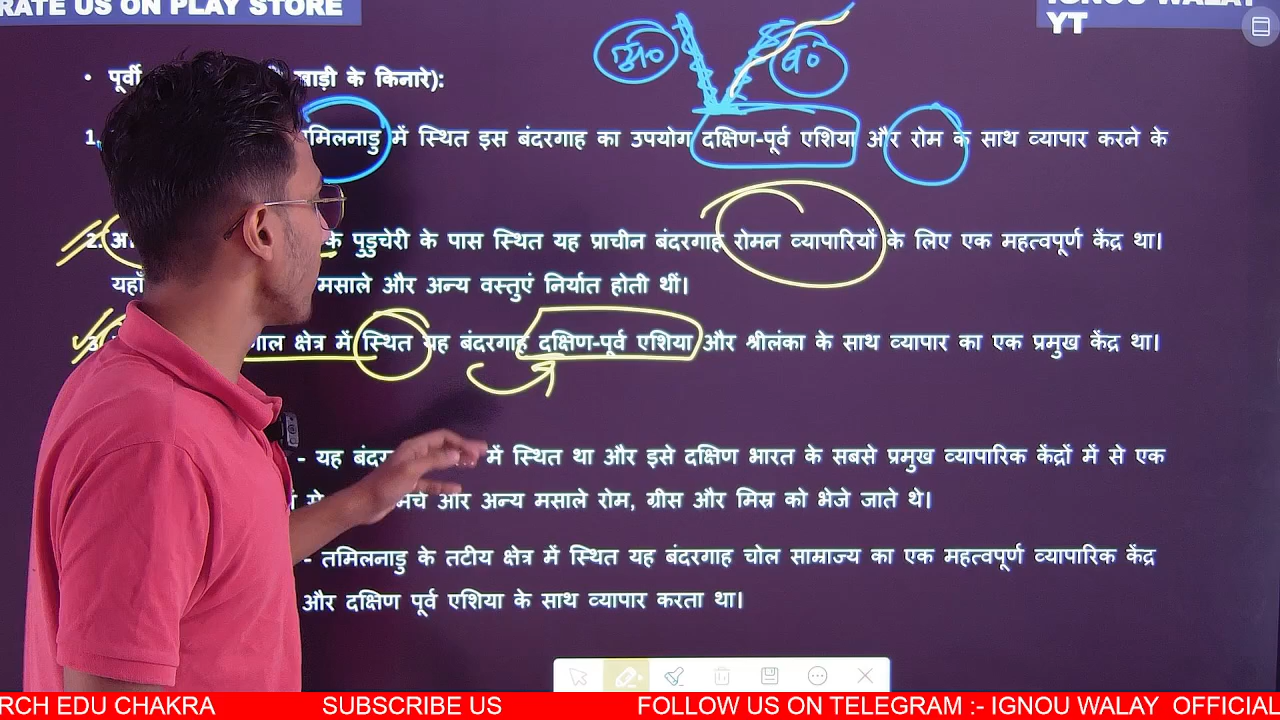 RATE US ON PLAY STORE
IGNOU WALAY
YT
• पूर्वी खाड़ी के किनारे):
अ०
ब०
1. तमिलनाडु में स्थित इस बंदरगाह का उपयोग दक्षिण-पूर्व एशिया और रोम के साथ व्यापार करने के
2. के पुडुचेरी के पास स्थित यह प्राचीन बंदरगाह रोमन व्यापारियों के लिए एक महत्वपूर्ण केंद्र था।
यहाँ मसाले और अन्य वस्तुएं निर्यात होती थीं।
3. क्षेत्र में स्थित यह बंदरगाह दक्षिण-पूर्व एशिया और श्रीलंका के साथ व्यापार का एक प्रमुख केंद्र था।
- यह में स्थित था और इसे दक्षिण भारत के सबसे प्रमुख व्यापारिक केंद्रों में से एक
और अन्य मसाले रोम, ग्रीस और मिस्र को भेजे जाते थे।
- तमिलनाडु के तटीय क्षेत्र में स्थित यह बंदरगाह चोल साम्राज्य का एक महत्वपूर्ण व्यापारिक केंद्र
और दक्षिण पूर्व एशिया के साथ व्यापार करता था।
RCH EDU CHAKRA SUBSCRIBE US FOLLOW US ON TELEGRAM :- IGNOU WALAY OFFICIAL